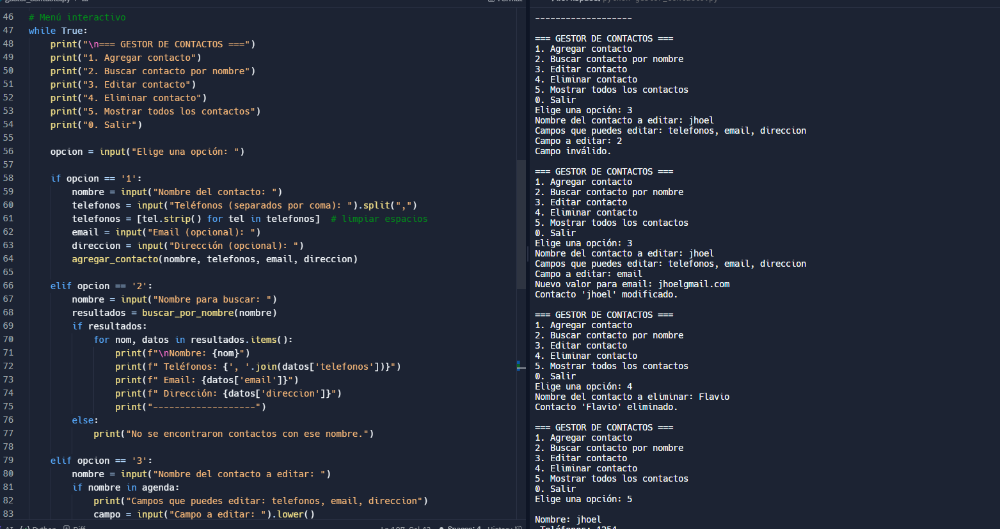 gestor_contacto.py
Format
46 # Menú interactivo
47 while True:
48     print("\n=== GESTOR DE CONTACTOS ===")
49     print("1. Agregar contacto")
50     print("2. Buscar contacto por nombre")
51     print("3. Editar contacto")
52     print("4. Eliminar contacto")
53     print("5. Mostrar todos los contactos")
54     print("0. Salir")
55
56     opcion = input("Elige una opción: ")
57
58     if opcion == '1':
59         nombre = input("Nombre del contacto: ")
60         telefonos = input("Teléfonos (separados por coma): ").split(",")
61         telefonos = [tel.strip() for tel in telefonos]  # limpiar espacios
62         email = input("Email (opcional): ")
63         direccion = input("Dirección (opcional): ")
64         agregar_contacto(nombre, telefonos, email, direccion)
65
66     elif opcion == '2':
67         nombre = input("Nombre para buscar: ")
68         resultados = buscar_por_nombre(nombre)
69         if resultados:
70             for nom, datos in resultados.items():
71                 print(f"\nNombre: {nom}")
72                 print(f" Teléfonos: {', '.join(datos['telefonos'])}")
73                 print(f" Email: {datos['email']}")
74                 print(f" Dirección: {datos['direccion']}")
75                 print("-------------------")
76         else:
77             print("No se encontraron contactos con ese nombre.")
78
79     elif opcion == '3':
80         nombre = input("Nombre del contacto a editar: ")
81         if nombre in agenda:
82             print("Campos que puedes editar: telefonos, email, direccion")
83             campo = input("Campo a editar: ").lower()
AI {} Python Diff Ln 107, Col 43 Spaces: 4 History
python gestor_contacto.py
-------------------
=== GESTOR DE CONTACTOS ===
1. Agregar contacto
2. Buscar contacto por nombre
3. Editar contacto
4. Eliminar contacto
5. Mostrar todos los contactos
0. Salir
Elige una opción: 3
Nombre del contacto a editar: jhoel
Campos que puedes editar: telefonos, email, direccion
Campo a editar: 2
Campo inválido.
=== GESTOR DE CONTACTOS ===
1. Agregar contacto
2. Buscar contacto por nombre
3. Editar contacto
4. Eliminar contacto
5. Mostrar todos los contactos
0. Salir
Elige una opción: 3
Nombre del contacto a editar: jhoel
Campos que puedes editar: telefonos, email, direccion
Campo a editar: email
Nuevo valor para email: jhoelgmail.com
Contacto 'jhoel' modificado.
=== GESTOR DE CONTACTOS ===
1. Agregar contacto
2. Buscar contacto por nombre
3. Editar contacto
4. Eliminar contacto
5. Mostrar todos los contactos
0. Salir
Elige una opción: 4
Nombre del contacto a eliminar: Flavio
Contacto 'Flavio' eliminado.
=== GESTOR DE CONTACTOS ===
1. Agregar contacto
2. Buscar contacto por nombre
3. Editar contacto
4. Eliminar contacto
5. Mostrar todos los contactos
0. Salir
Elige una opción: 5
Nombre: jhoel
Teléfonos: 1254